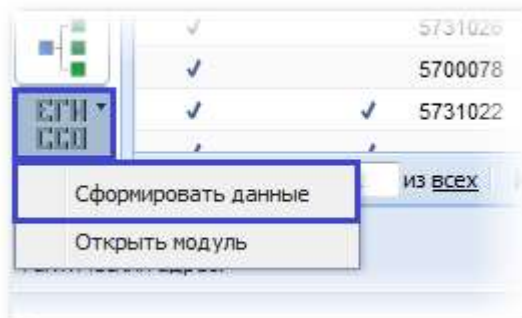 5731026
5700078
ЕГИ
ССО
5731022
из всех
Сформировать данные
Открыть модуль